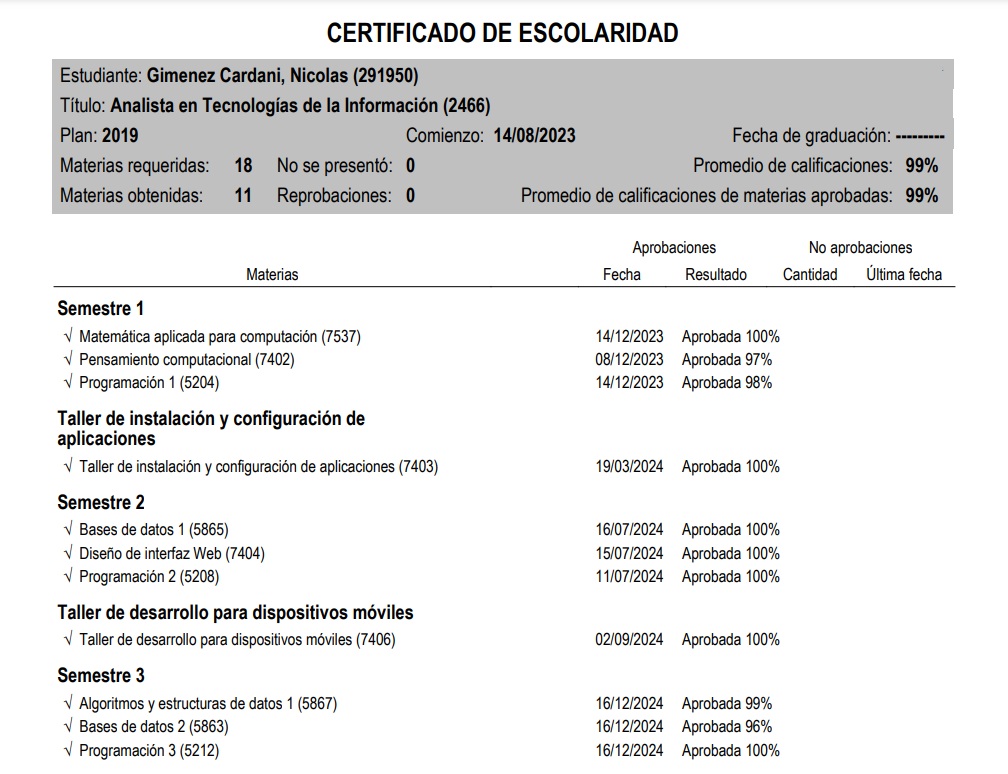 CERTIFICADO DE ESCOLARIDAD
Estudiante: Gimenez Cardani, Nicolas (291950)
Título: Analista en Tecnologías de la Información (2466)
Plan: 2019 Comienzo: 14/08/2023 Fecha de graduación: ---------
Materias requeridas: 18 No se presentó: 0 Promedio de calificaciones: 99%
Materias obtenidas: 11 Reprobaciones: 0 Promedio de calificaciones de materias aprobadas: 99%
Aprobaciones No aprobaciones
Materias Fecha Resultado Cantidad Última fecha
Semestre 1
√ Matemática aplicada para computación (7537) 14/12/2023 Aprobada 100%
√ Pensamiento computacional (7402) 08/12/2023 Aprobada 97%
√ Programación 1 (5204) 14/12/2023 Aprobada 98%
Taller de instalación y configuración de
aplicaciones
√ Taller de instalación y configuración de aplicaciones (7403) 19/03/2024 Aprobada 100%
Semestre 2
√ Bases de datos 1 (5865) 16/07/2024 Aprobada 100%
√ Diseño de interfaz Web (7404) 15/07/2024 Aprobada 100%
√ Programación 2 (5208) 11/07/2024 Aprobada 100%
Taller de desarrollo para dispositivos móviles
√ Taller de desarrollo para dispositivos móviles (7406) 02/09/2024 Aprobada 100%
Semestre 3
√ Algoritmos y estructuras de datos 1 (5867) 16/12/2024 Aprobada 99%
√ Bases de datos 2 (5863) 16/12/2024 Aprobada 96%
√ Programación 3 (5212) 16/12/2024 Aprobada 100%